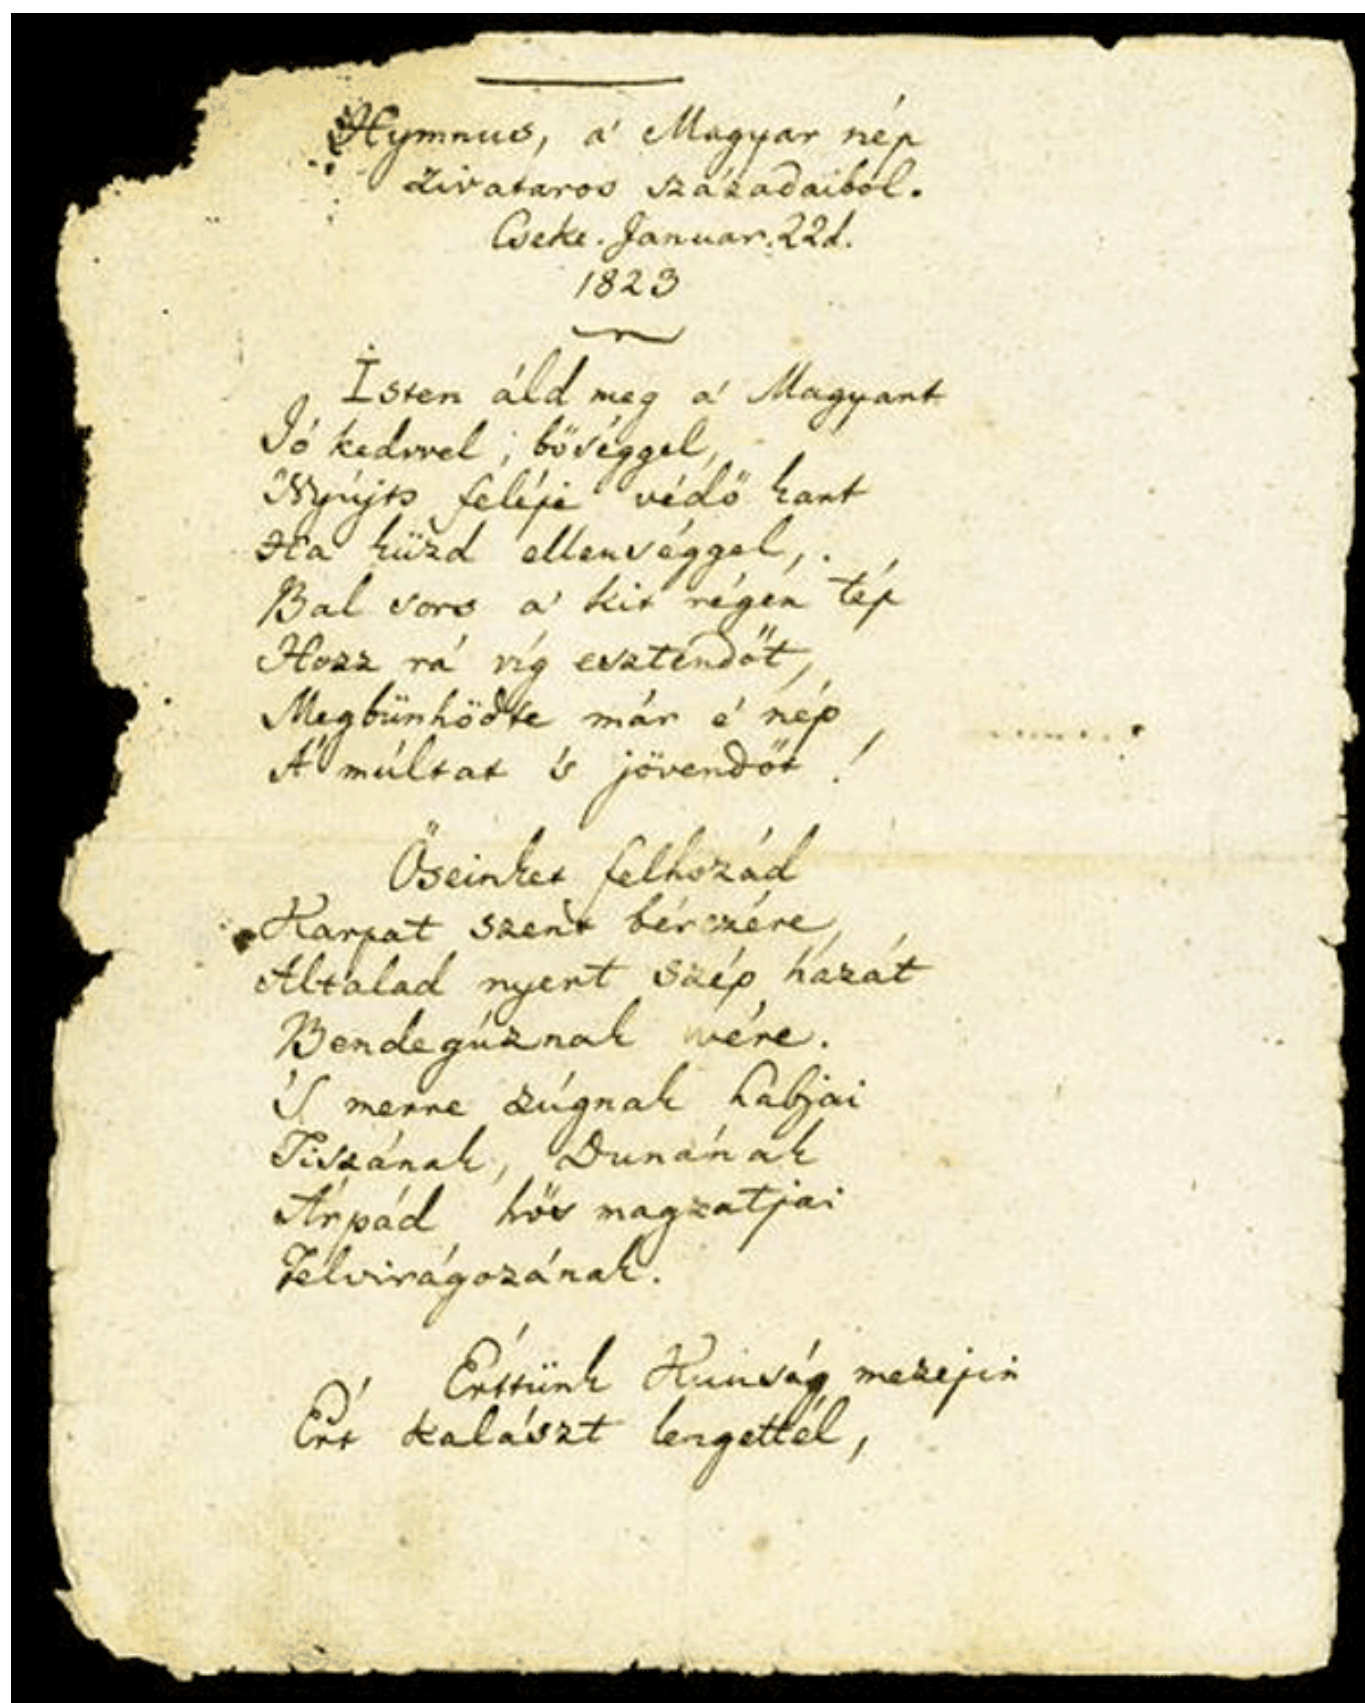 Hymnus, a' Magyar nép
zivataros századaiból.
Cseke. Januar. 22d.
1823
Isten áld meg a' Magyart
Jó kedvvel, bőséggel,
Nyújts feléje védő kart
Ha küzd ellenséggel,
Bal sors a' kit régen tép
Hozz rá víg esztendőt,
Megbűnhődte már e' nép
A' múltat 's jövendőt!
Őseinket felhozád
Kárpát szent bérczére
Általad nyert szép hazát
Bendegúznak vére.
'S merre zúgnak habjai
Tiszának, Dunának
Árpád hős magzatjai
Felvirágozának.
Értünk Kunság mezejin
Ért kalászt lengettél,